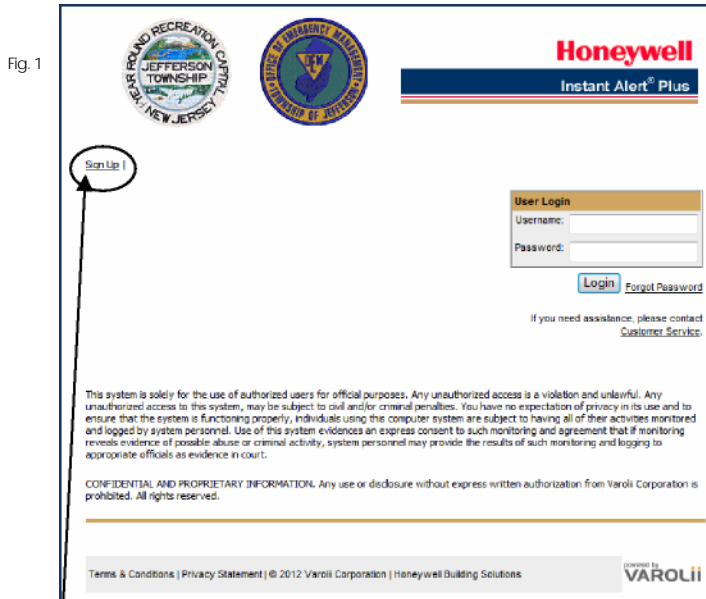 Fig. 1
YEAR ROUND RECREATION CAPITAL
JEFFERSON
TOWNSHIP
NEW JERSEY
OFFICE OF EMERGENCY MANAGEMENT
OEM
TOWNSHIP OF JEFFERSON
Honeywell
Instant Alert® Plus
Sign Up |
User Login
Username:
Password:
Login Forgot Password
If you need assistance, please contact
Customer Service.
This system is solely for the use of authorized users for official purposes. Any unauthorized access is a violation and unlawful. Any
unauthorized access to this system, may be subject to civil and/or criminal penalties. You have no expectation of privacy in its use and to
ensure that the system is functioning properly, individuals using this computer system are subject to having all of their activities monitored
and logged by system personnel. Use of this system evidences an express consent to such monitoring and agreement that if monitoring
reveals evidence of possible abuse or criminal activity, system personnel may provide the results of such monitoring and logging to
appropriate officials as evidence in court.
CONFIDENTIAL AND PROPRIETARY INFORMATION. Any use or disclosure without express written authorization from Varolii Corporation is
prohibited. All rights reserved.
Terms & Conditions | Privacy Statement | © 2012 Varolii Corporation | Honeywell Building Solutions
powered by
VAROLii